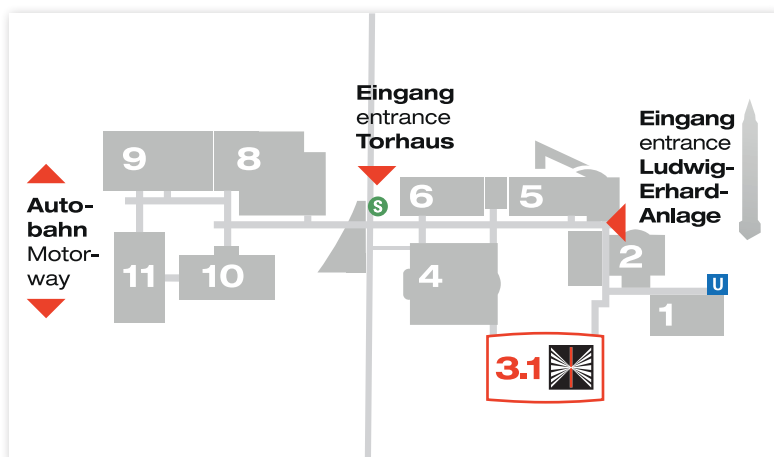 Eingang
entrance
Torhaus
Eingang
entrance
Ludwig-
Erhard-
Anlage
9
8
6
5
S
Auto-
bahn
Motor-
way
11
10
4
2
U
1
3.1